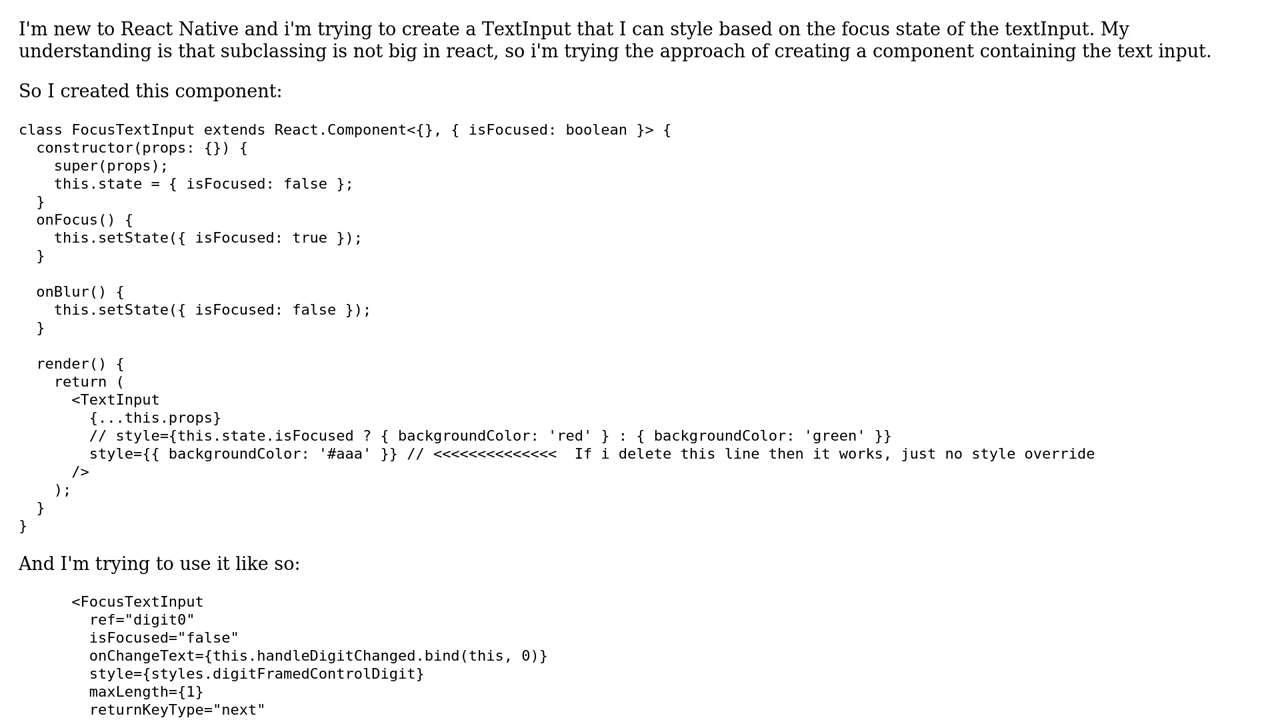 I'm new to React Native and i'm trying to create a TextInput that I can style based on the focus state of the textInput. My
understanding is that subclassing is not big in react, so i'm trying the approach of creating a component containing the text input.
So I created this component:
class FocusTextInput extends React.Component<{}, { isFocused: boolean }> {
  constructor(props: {}) {
    super(props);
    this.state = { isFocused: false };
  }
  onFocus() {
    this.setState({ isFocused: true });
  }

  onBlur() {
    this.setState({ isFocused: false });
  }

  render() {
    return (
      <TextInput
        {...this.props}
        // style={this.state.isFocused ? { backgroundColor: 'red' } : { backgroundColor: 'green' }}
        style={{ backgroundColor: '#aaa' }} // <<<<<<<<<<<<<<  If i delete this line then it works, just no style override
      />
    );
  }
}
And I'm trying to use it like so:
      <FocusTextInput
        ref="digit0"
        isFocused="false"
        onChangeText={this.handleDigitChanged.bind(this, 0)}
        style={styles.digitFramedControlDigit}
        maxLength={1}
        returnKeyType="next"